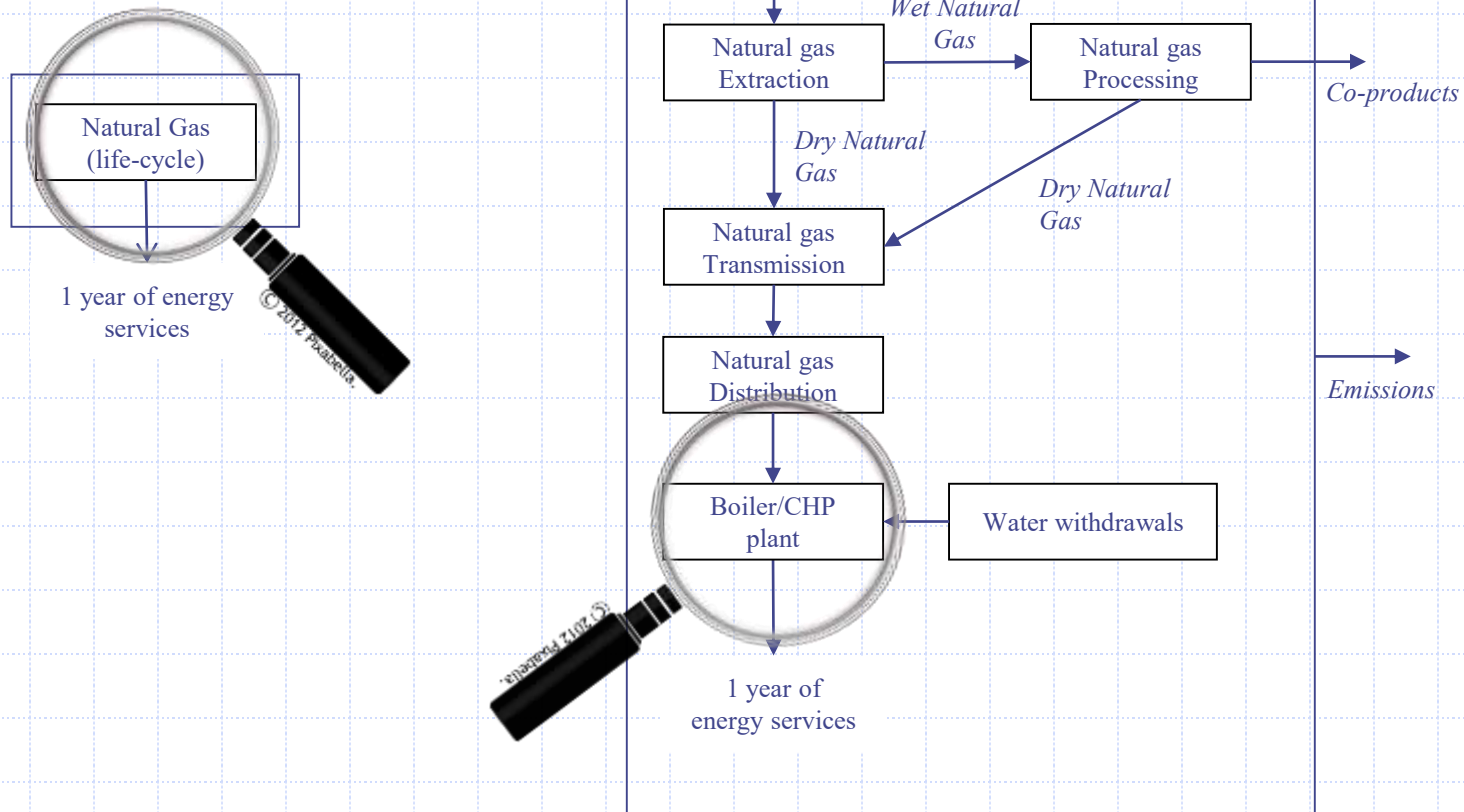 Natural Gas
(life-cycle)
1 year of energy
services
© 2012 Pixabella.
Wet Natural
Gas
Natural gas
Extraction
Natural gas
Processing
Co-products
Dry Natural
Gas
Dry Natural
Gas
Natural gas
Transmission
Natural gas
Distribution
Emissions
Boiler/CHP
plant
Water withdrawals
© 2012 Pixabella.
1 year of
energy services